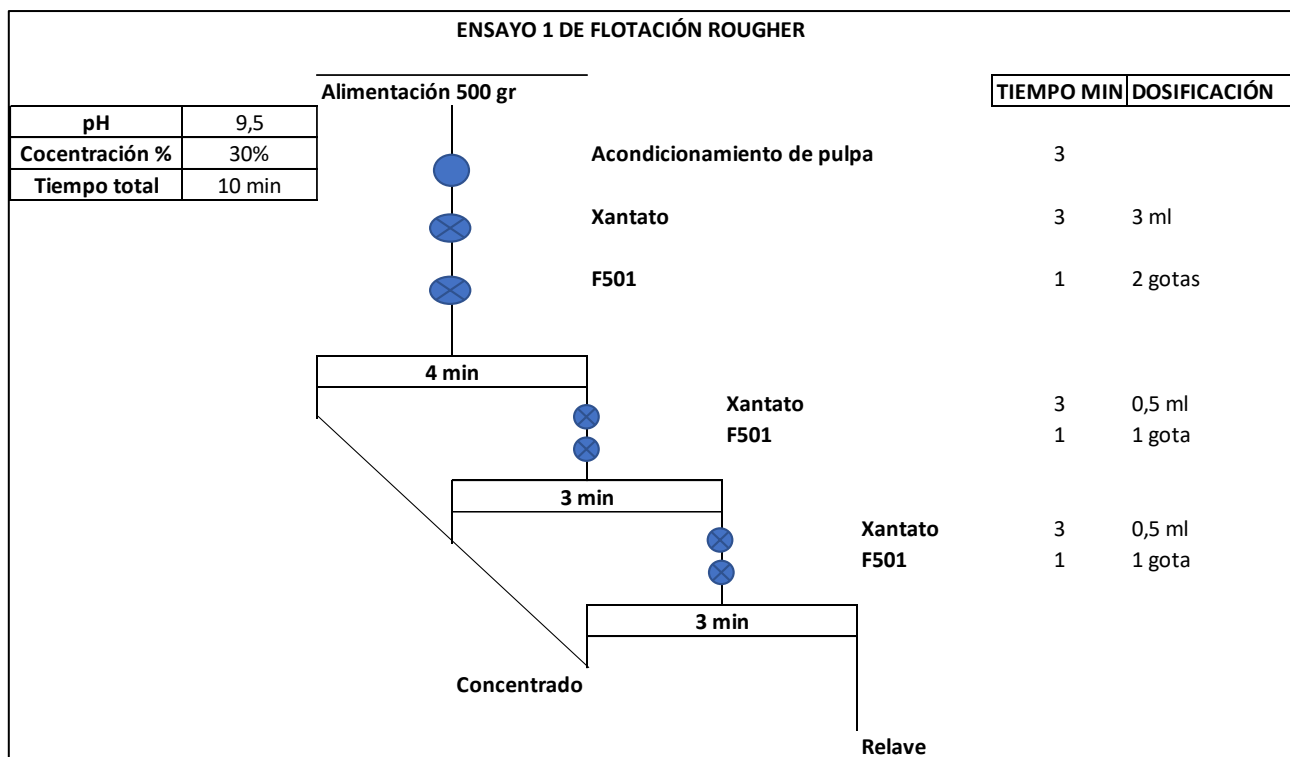 ENSAYO 1 DE FLOTACIÓN ROUGHER
Alimentación 500 gr
TIEMPO MIN DOSIFICACIÓN
pH 9,5
Cocentración % 30%
Tiempo total 10 min
Acondicionamiento de pulpa 3
Xantato 3 3 ml
F501 1 2 gotas
4 min
Xantato 3 0,5 ml
F501 1 1 gota
3 min
Xantato 3 0,5 ml
F501 1 1 gota
3 min
Concentrado
Relave